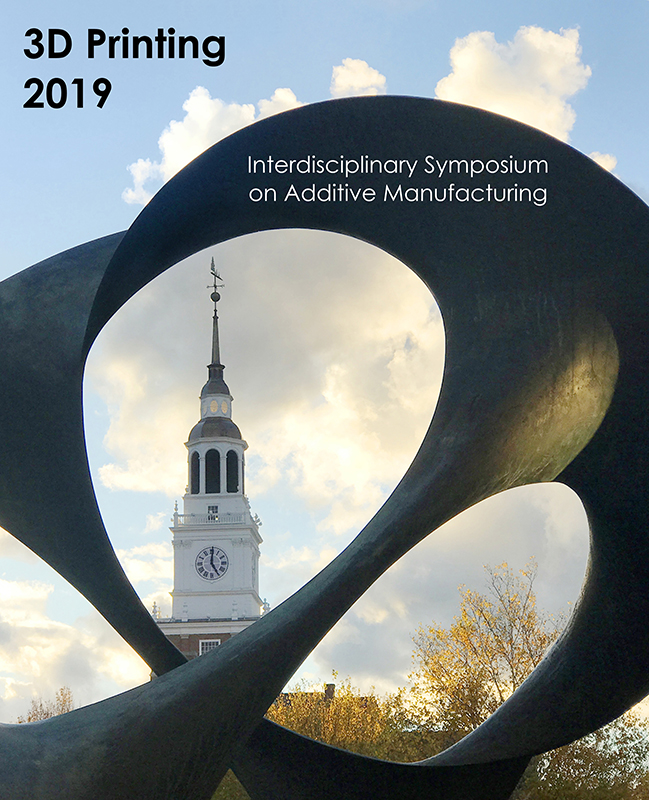 3D Printing
2019
Interdisciplinary Symposium
on Additive Manufacturing